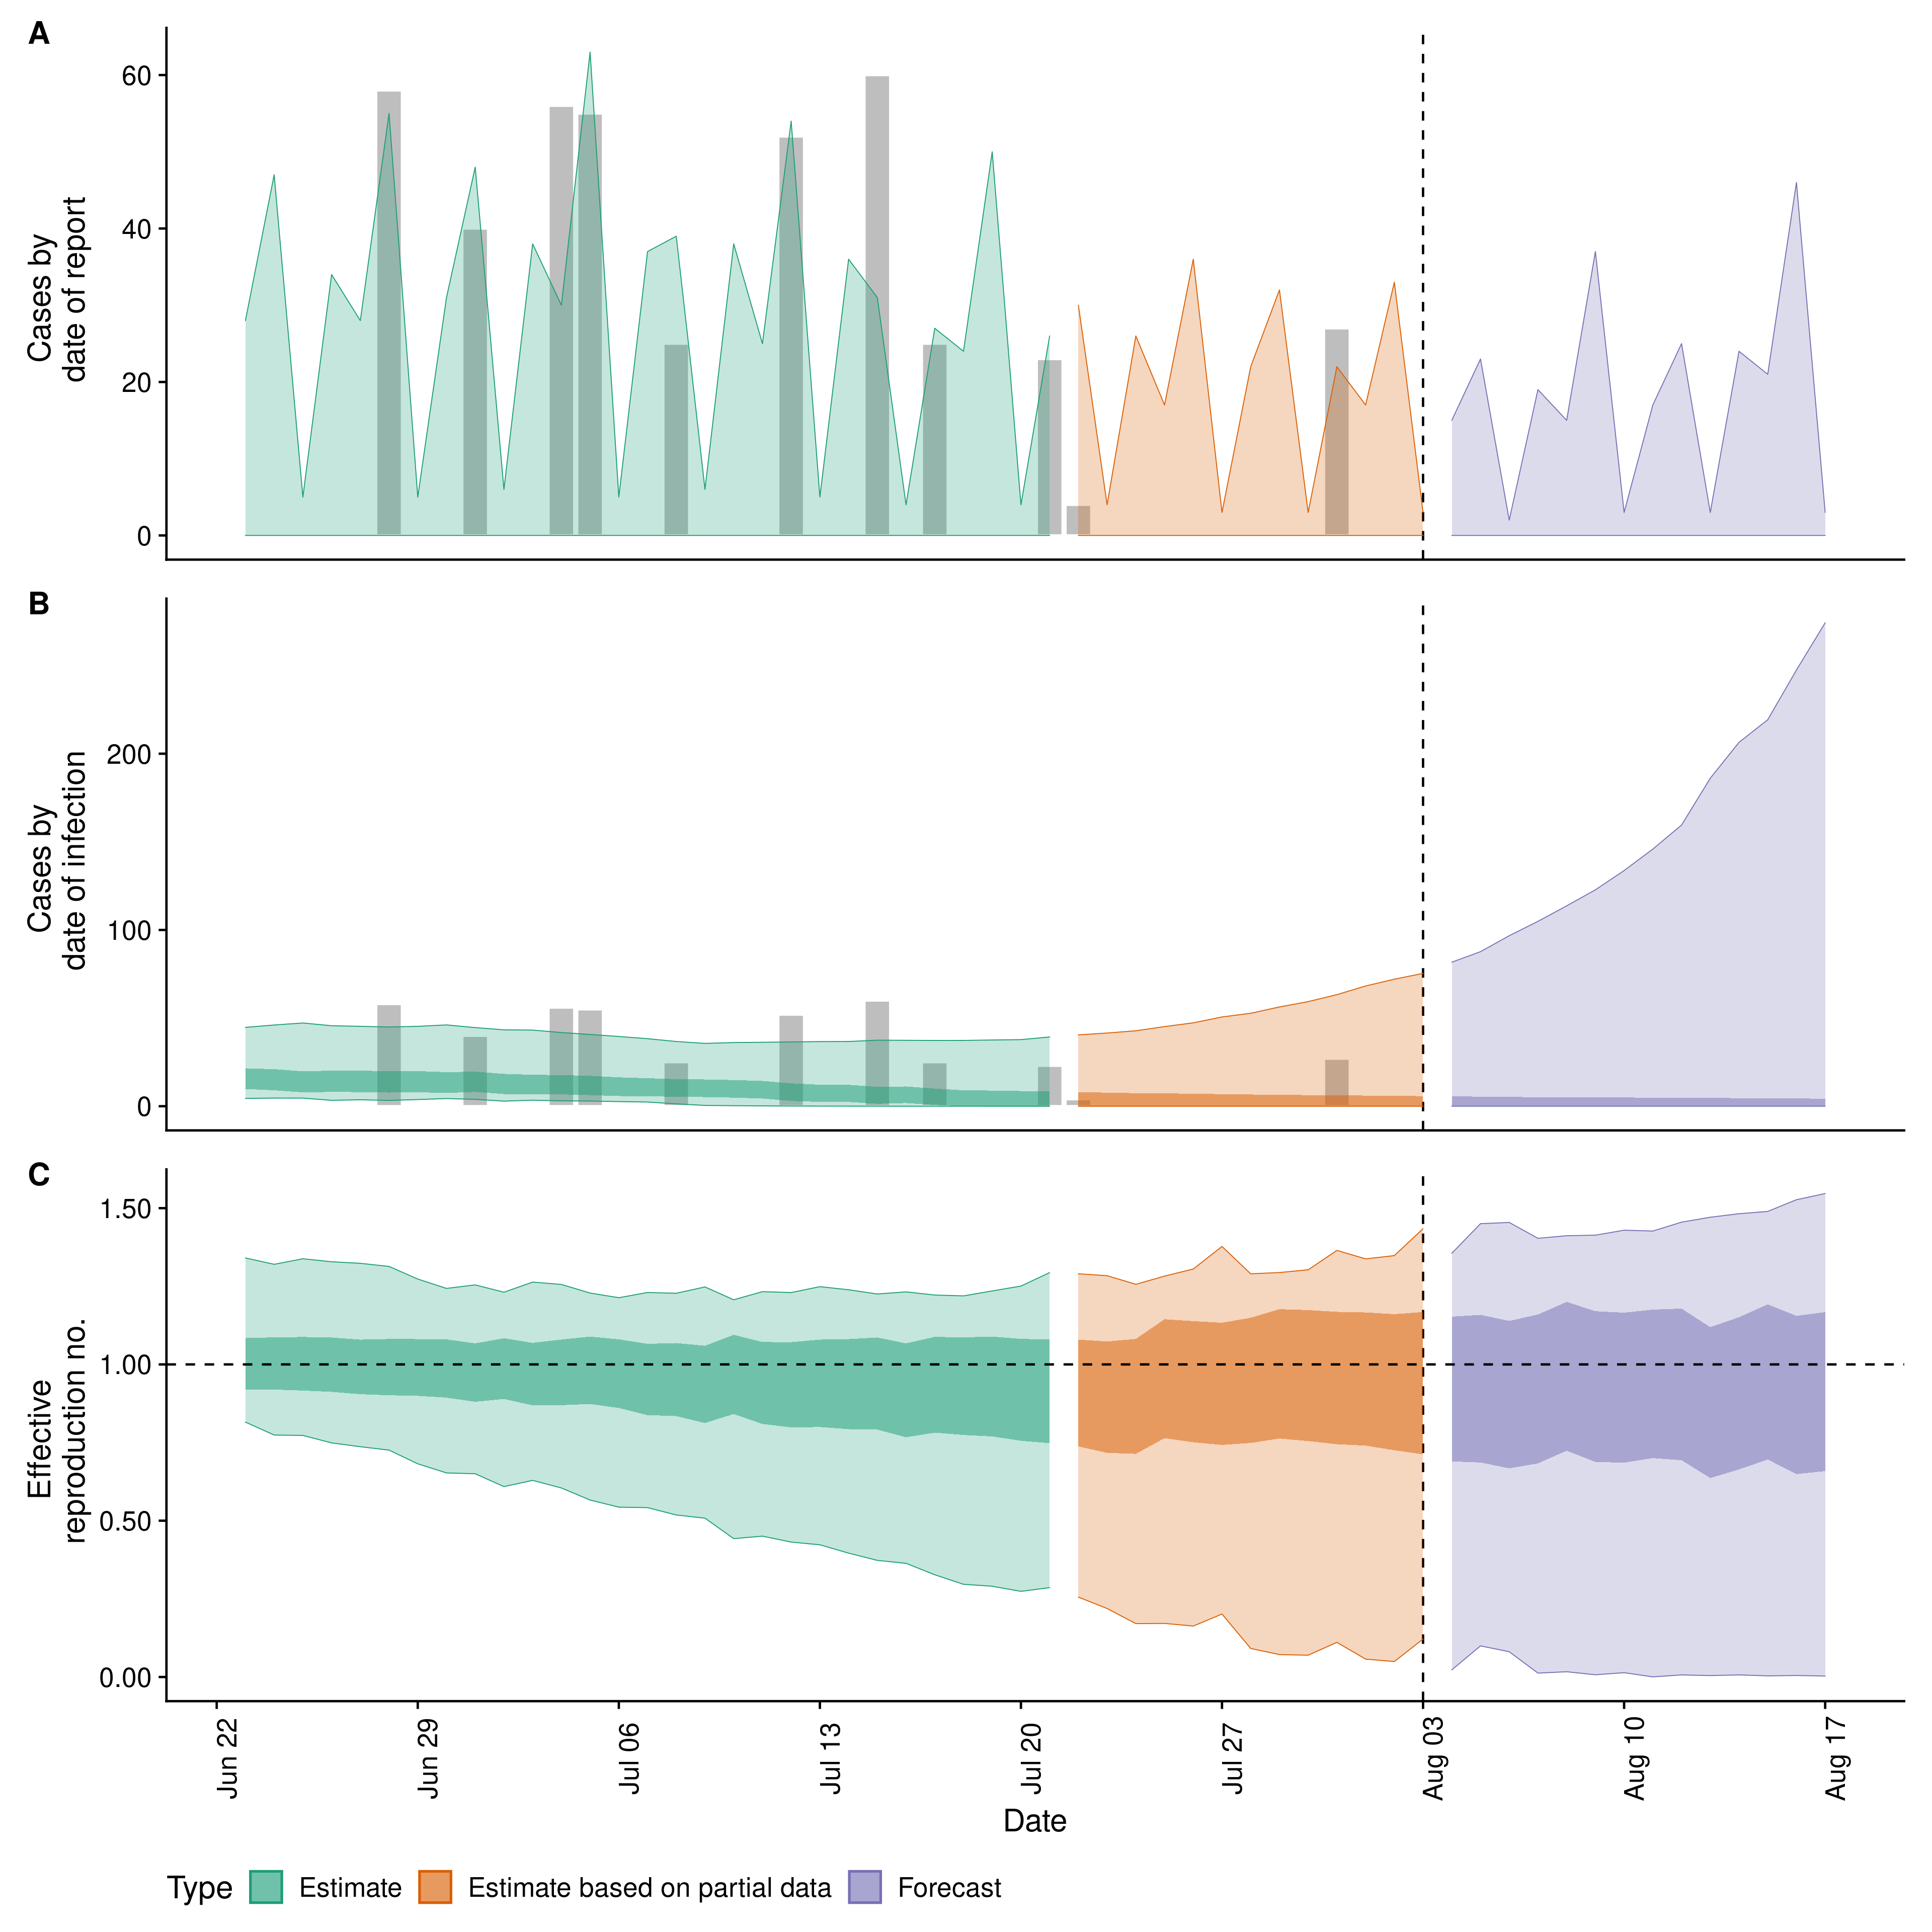 A
60
40
20
0
Cases by
date of report
B
200
100
0
Cases by
date of infection
C
1.50
1.00
0.50
0.00
Effective
reproduction no.
Jun 22
Jun 29
Jul 06
Jul 13
Jul 20
Jul 27
Aug 03
Aug 10
Aug 17
Date
Type Estimate Estimate based on partial data Forecast